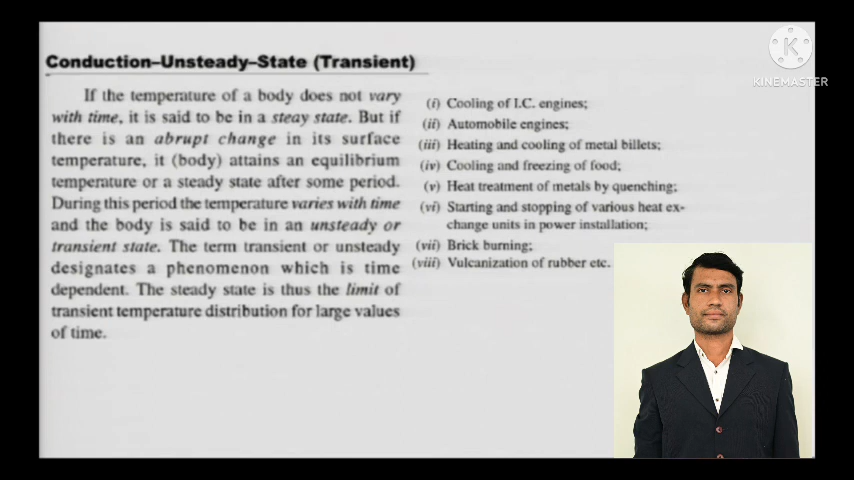 Conduction–Unsteady–State (Transient)
If the temperature of a body does not vary
with time, it is said to be in a steay state. But if
there is an abrupt change in its surface
temperature, it (body) attains an equilibrium
temperature or a steady state after some period.
During this period the temperature varies with time
and the body is said to be in an unsteady or
transient state. The term transient or unsteady
designates a phenomenon which is time
dependent. The steady state is thus the limit of
transient temperature distribution for large values
of time.
(i) Cooling of I.C. engines;
(ii) Automobile engines;
(iii) Heating and cooling of metal billets;
(iv) Cooling and freezing of food;
(v) Heat treatment of metals by quenching;
(vi) Starting and stopping of various heat ex-
change units in power installation;
(vii) Brick burning;
(viii) Vulcanization of rubber etc.
K
KINEMASTER